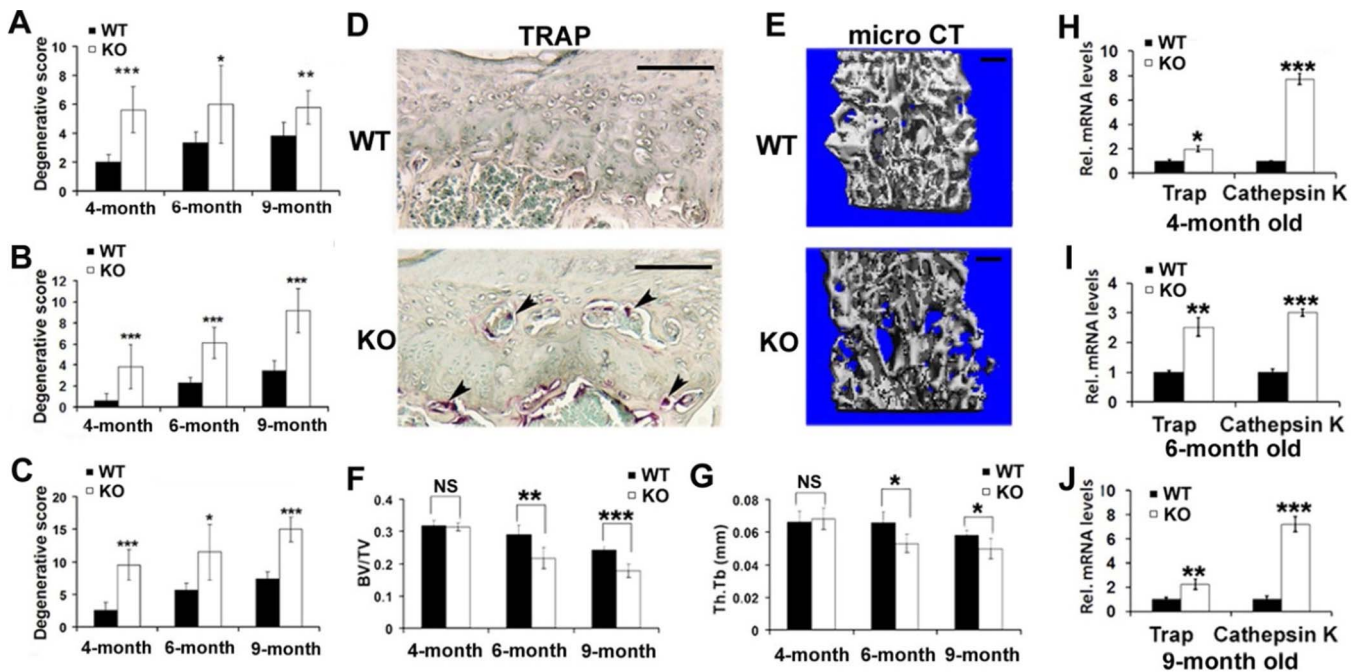 A
WT
KO
Degenerative score
10
8
6
4
2
0
***
*
**
4-month
6-month
9-month
B
WT
KO
Degenerative score
12
10
8
6
4
2
0
***
***
***
4-month
6-month
9-month
C
WT
KO
Degenerative score
20
15
10
5
0
***
*
***
4-month
6-month
9-month
D
TRAP
WT
KO
E
micro CT
WT
KO
F
WT
KO
BV/TV
0.4
0.3
0.2
0.1
0
NS
**
***
4-month
6-month
9-month
G
WT
KO
Th.Tb (mm)
0.08
0.06
0.04
0.02
0
NS
*
*
4-month
6-month
9-month
H
WT
KO
Rel. mRNA levels
10
8
6
4
2
0
*
***
Trap Cathepsin K
4-month old
I
WT
KO
Rel. mRNA levels
4
3
2
1
0
**
***
Trap Cathepsin K
6-month old
J
WT
KO
Rel. mRNA levels
10
8
6
4
2
0
**
***
Trap Cathepsin K
9-month old